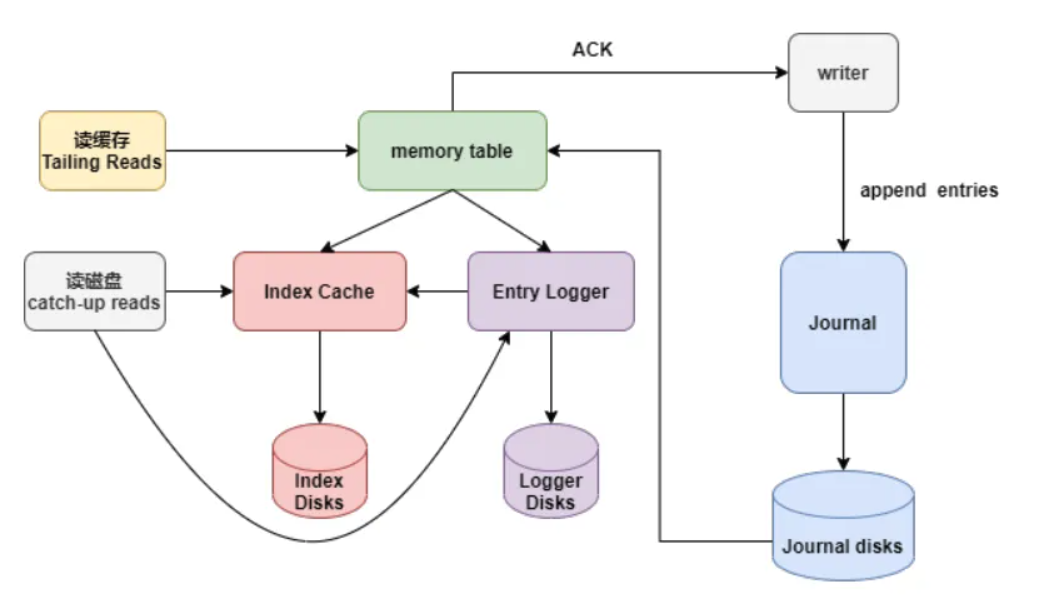 ACK
writer
读缓存
Tailing Reads
memory table
append entries
读磁盘
catch-up reads
Index Cache
Entry Logger
Journal
Index
Disks
Logger
Disks
Journal disks